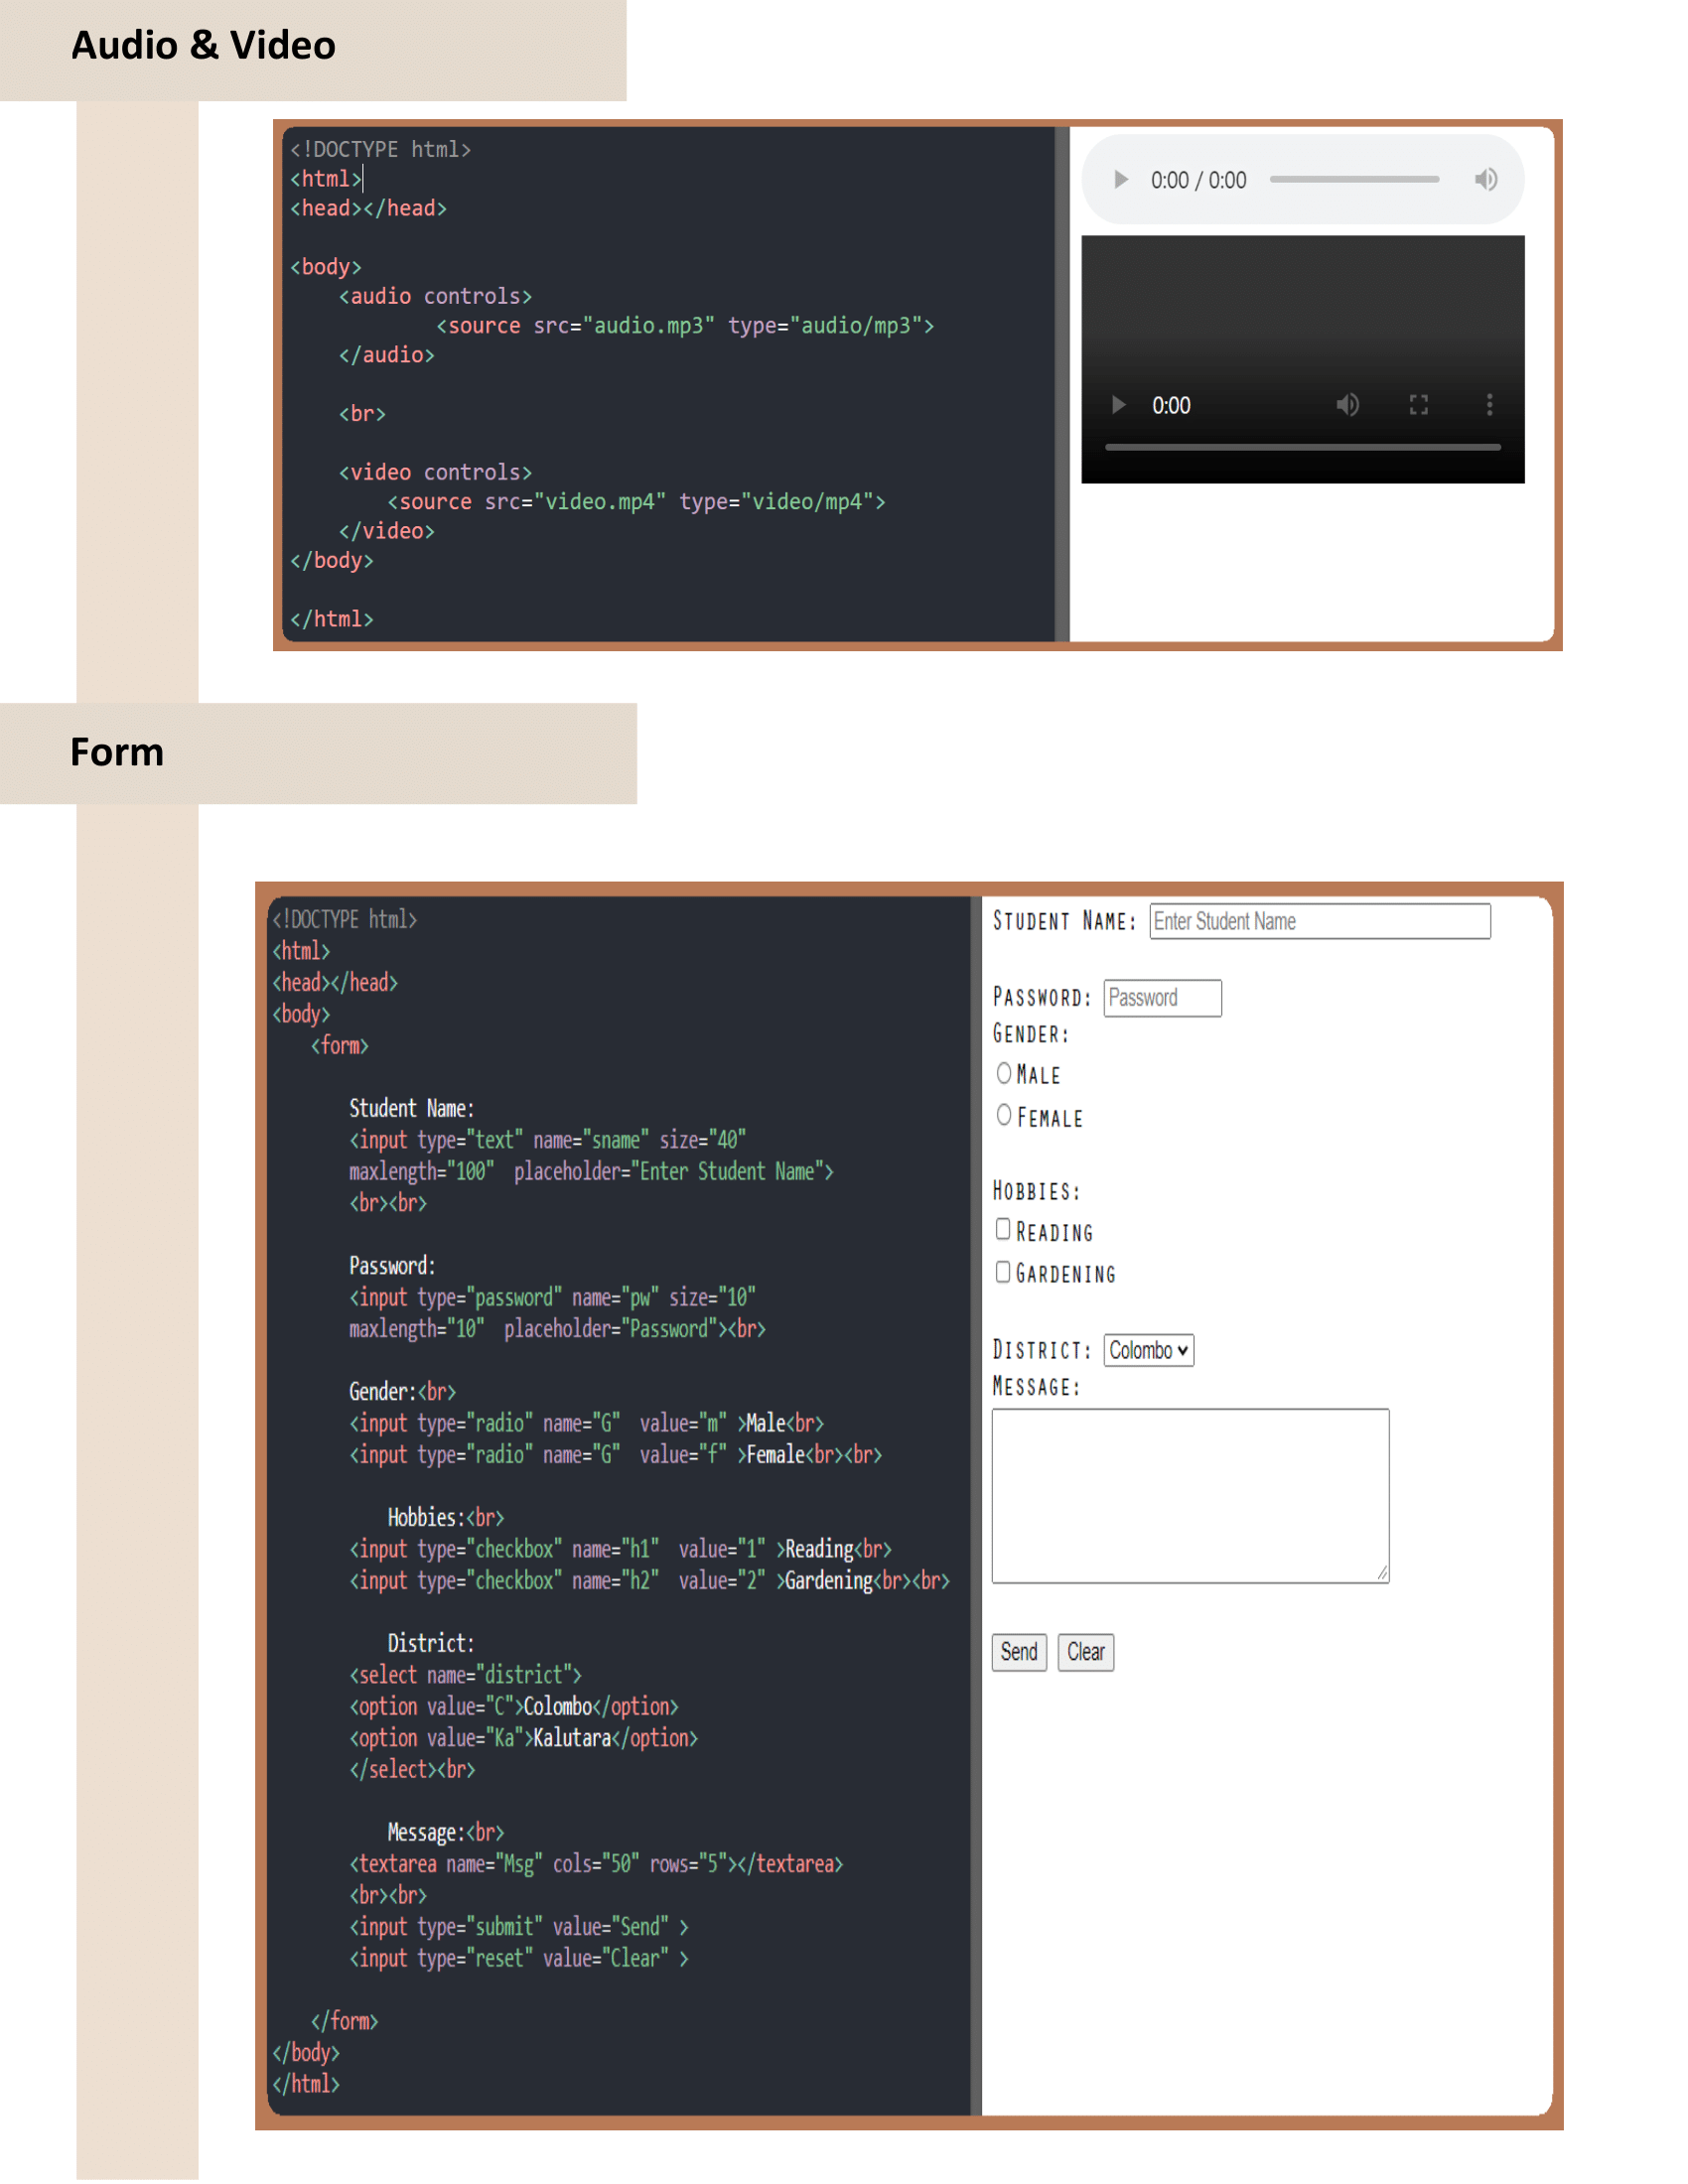 Audio & Video
<!DOCTYPE html>
<html>
<head></head>
<body>
<audio controls>
<source src="audio.mp3" type="audio/mp3">
</audio>
<br>
<video controls>
<source src="video.mp4" type="video/mp4">
</video>
</body>
</html>
0:00 / 0:00
0:00
Form
<!DOCTYPE html>
<html>
<head></head>
<body>
<form>
Student Name:
<input type="text" name="sname" size="40"
maxlength="100"  placeholder="Enter Student Name">
<br><br>
Password:
<input type="password" name="pw" size="10"
maxlength="10"  placeholder="Password"><br>
Gender:<br>
<input type="radio" name="G"  value="m" >Male<br>
<input type="radio" name="G"  value="f" >Female<br><br>
Hobbies:<br>
<input type="checkbox" name="h1"  value="1" >Reading<br>
<input type="checkbox" name="h2"  value="2" >Gardening<br><br>
District:
<select name="district">
<option value="C">Colombo</option>
<option value="Ka">Kalutara</option>
</select><br>
Message:<br>
<textarea name="Msg" cols="50" rows="5"></textarea>
<br><br>
<input type="submit" value="Send" >
<input type="reset" value="Clear" >
</form>
</body>
</html>
Student Name: Enter Student Name
Password: Password
Gender:
Male
Female
Hobbies:
Reading
Gardening
District: Colombo
Message:
Send Clear